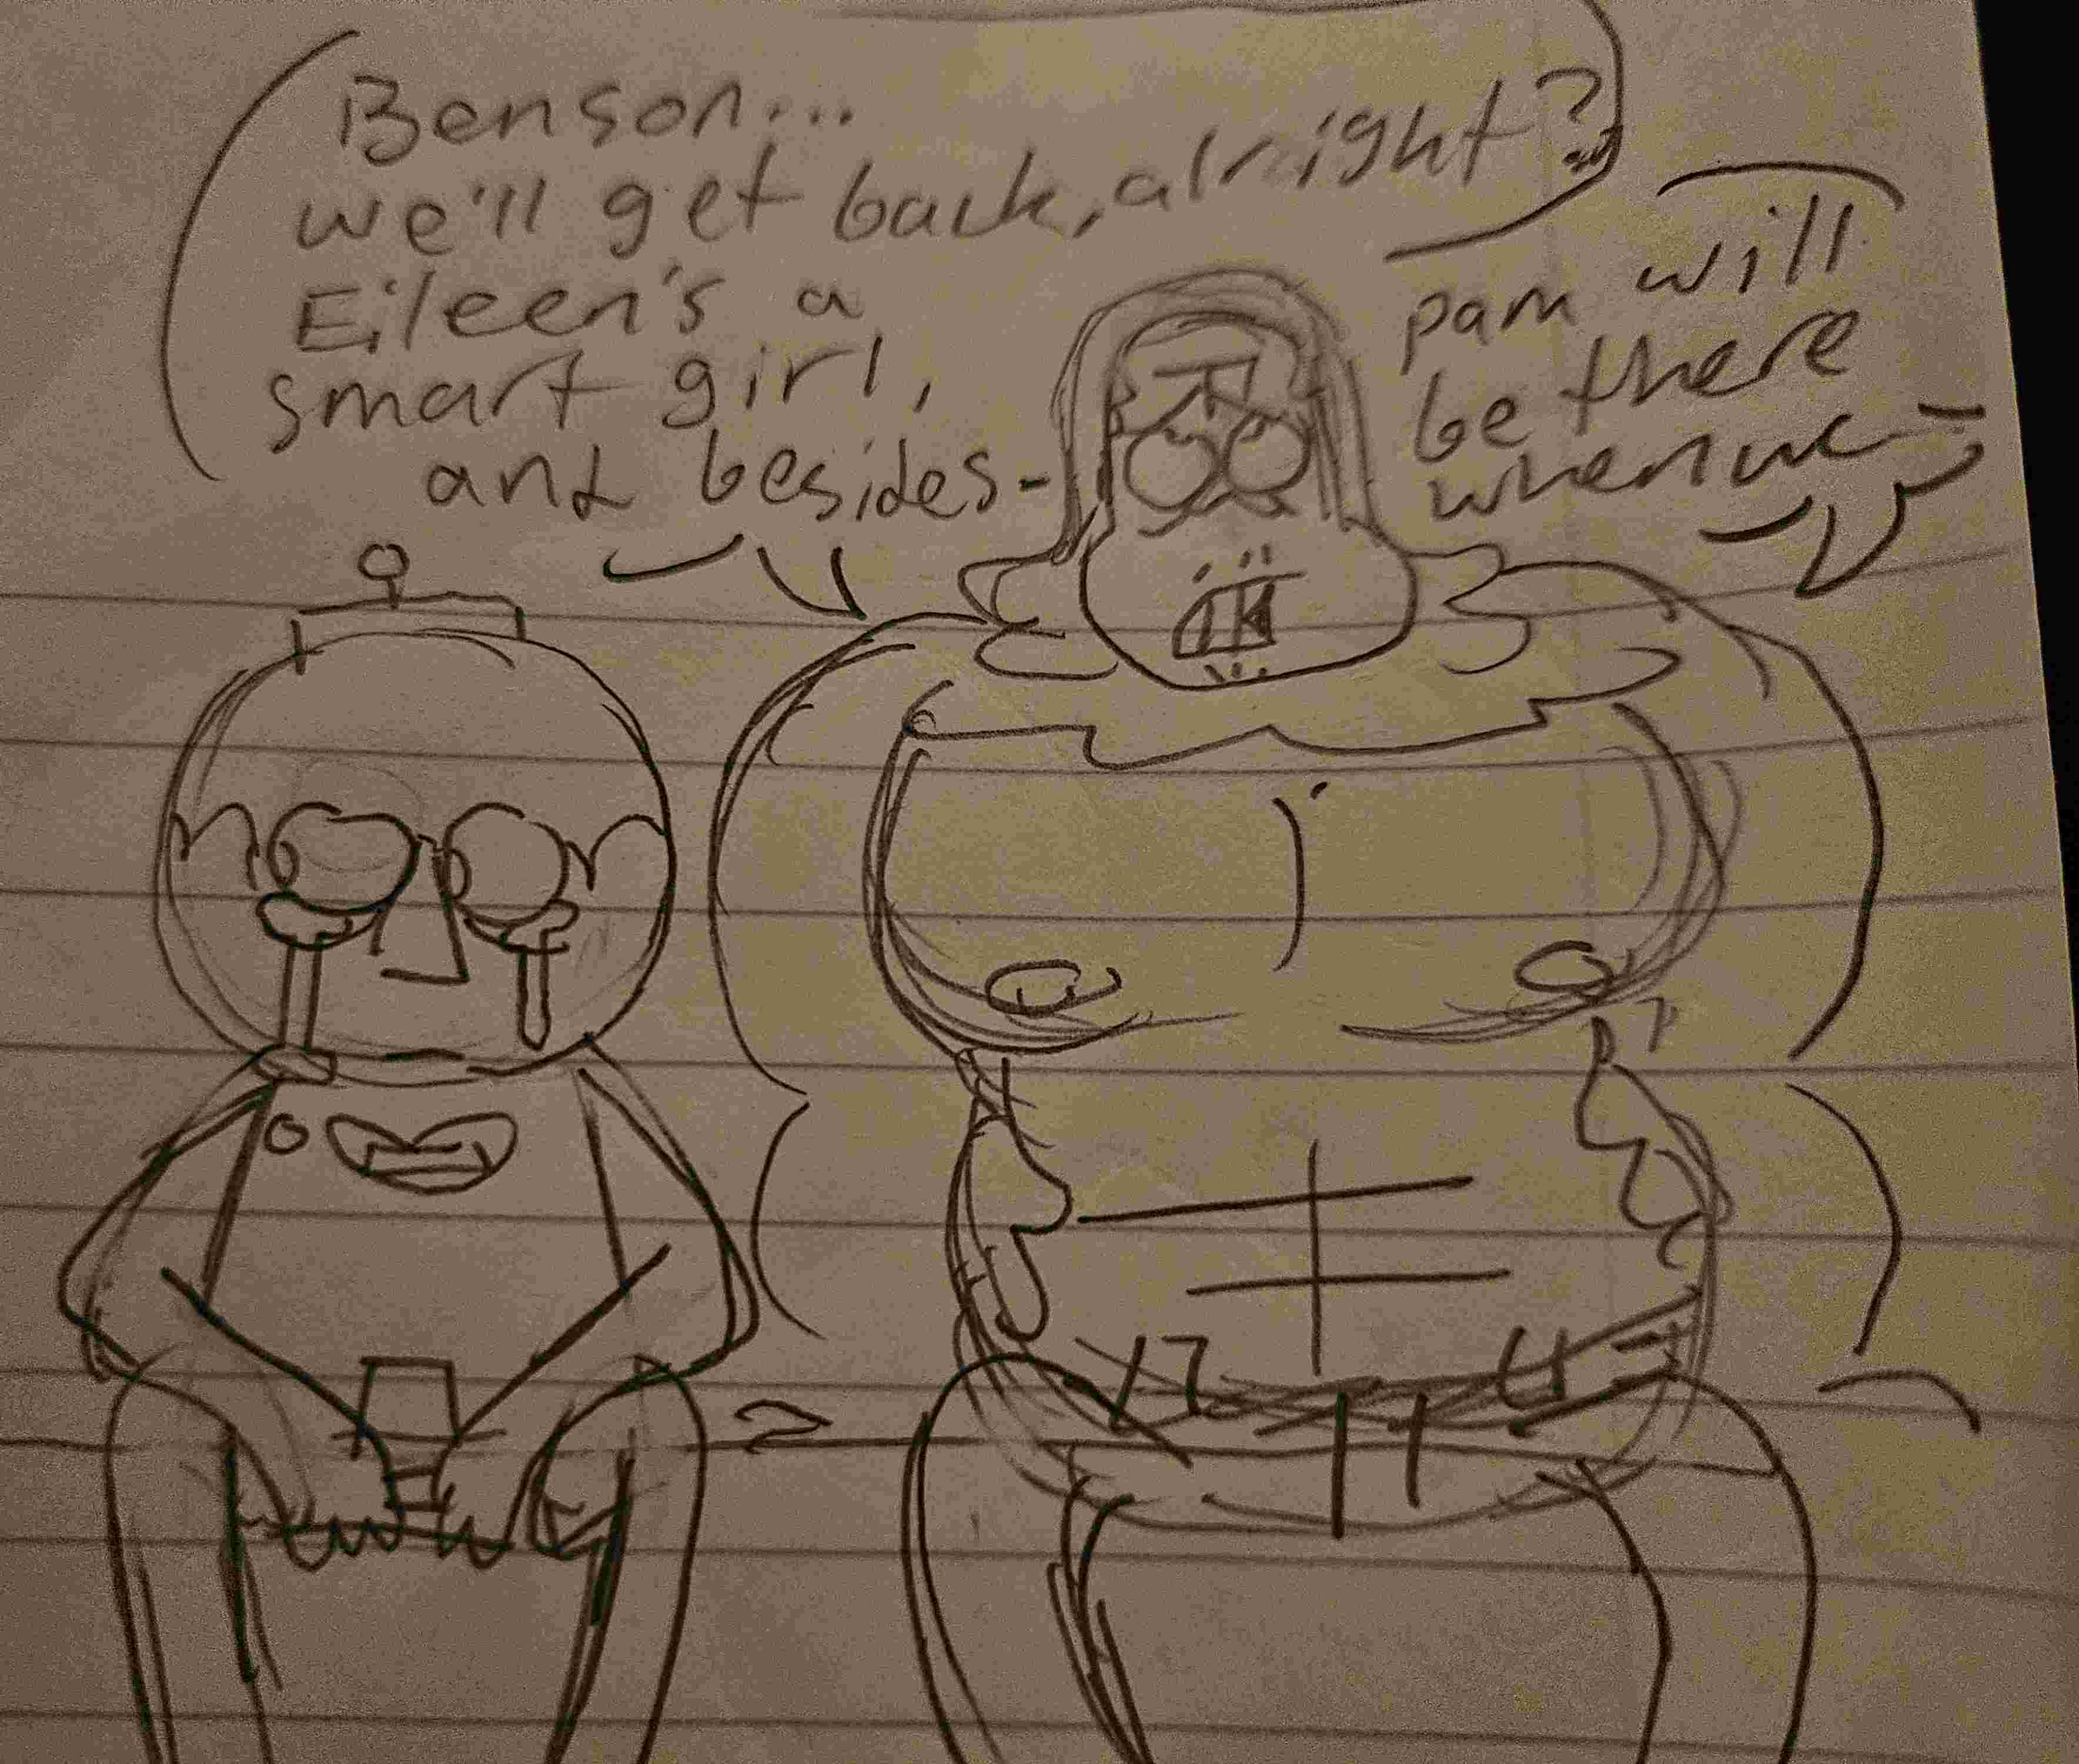 Benson...
we'll get back, alright?
Eileen's a
smart girl,
and besides-
pam will
be there
when we-